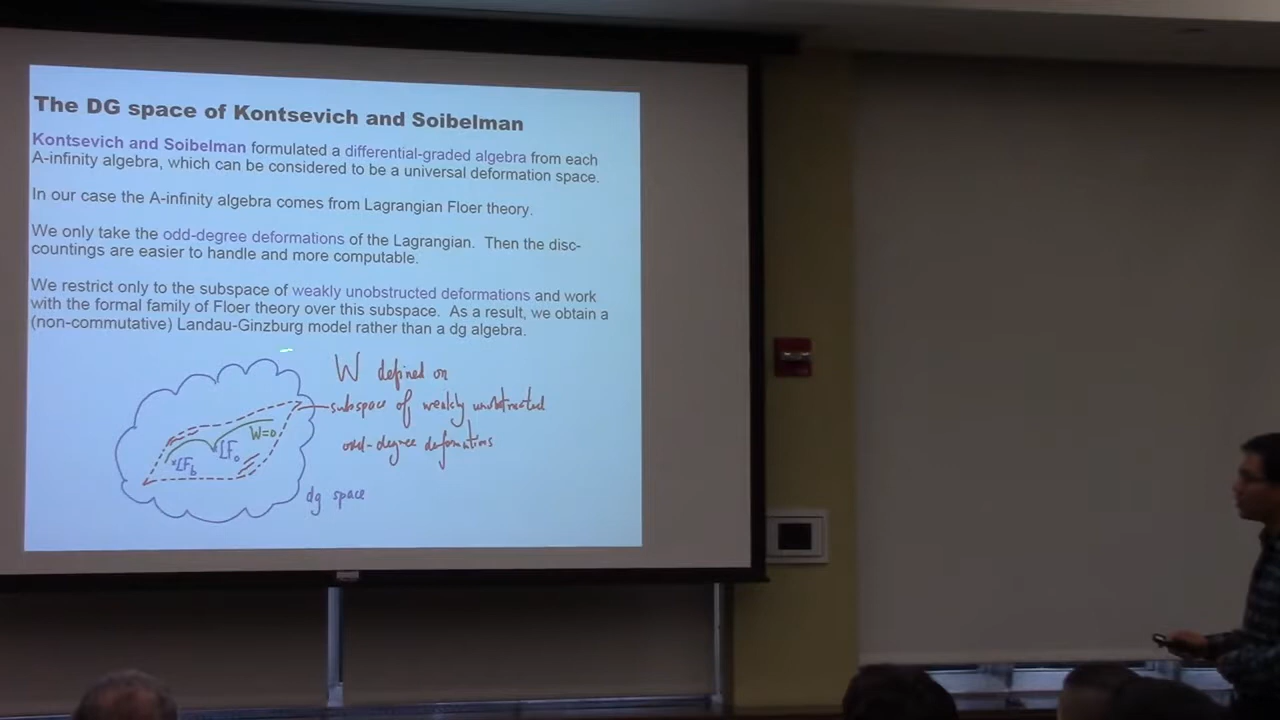 The DG space of Kontsevich and Soibelman
Kontsevich and Soibelman formulated a differential-graded algebra from each
A-infinity algebra, which can be considered to be a universal deformation space.
In our case the A-infinity algebra comes from Lagrangian Floer theory.
We only take the odd-degree deformations of the Lagrangian. Then the disc-
countings are easier to handle and more computable.
We restrict only to the subspace of weakly unobstructed deformations and work
with the formal family of Floer theory over this subspace. As a result, we obtain a
(non-commutative) Landau-Ginzburg model rather than a dg algebra.
W defined on
subspace of weakly unobstructed
odd-degree deformations
W=0
dg space